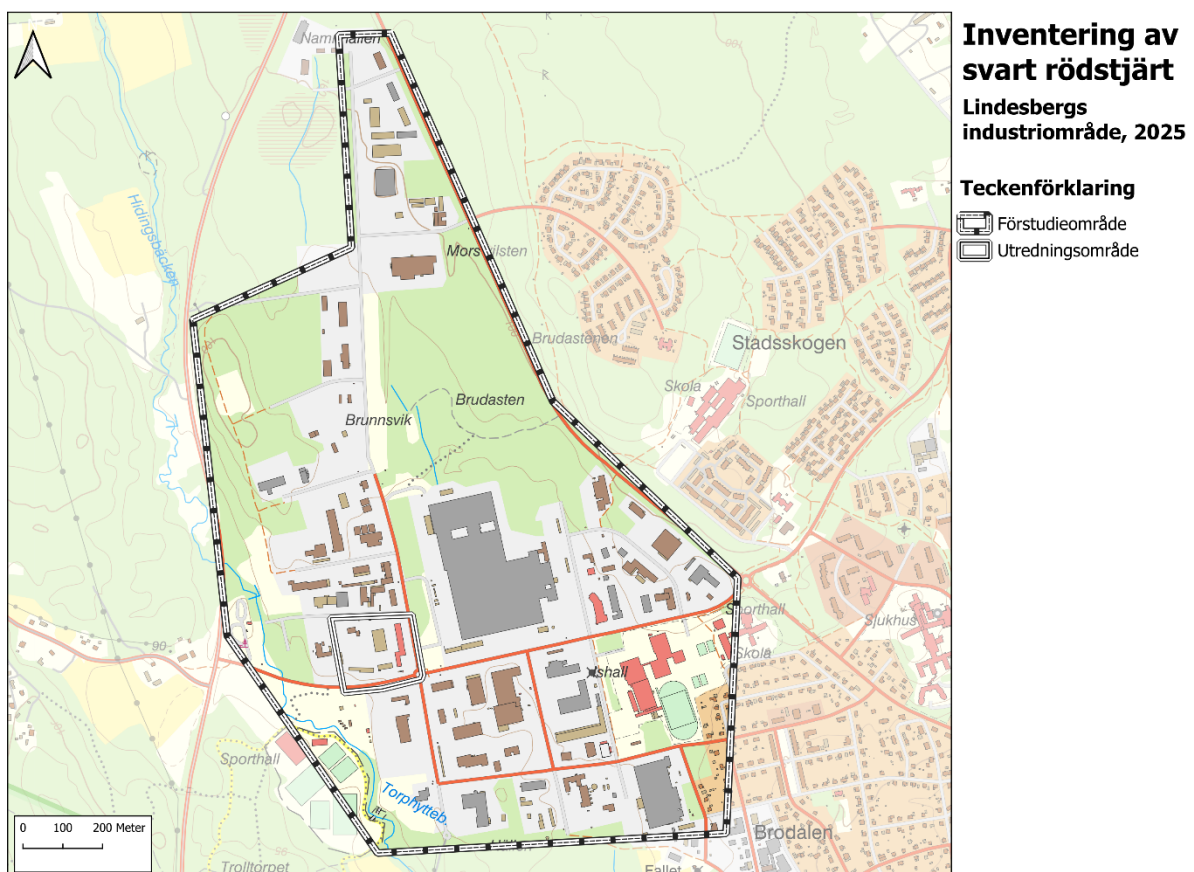 Inventering av
svart rödstjärt
Lindesbergs
industriområde, 2025
Teckenförklaring
Förstudieområde
Utredningsområde
Hidingsbäcken
Brudastenen
Stadsskogen
Skola
Sporthall
Brunnsvik
Brudasten
90
Sporthall
Skola
Sjukhus
Ishall
Sporthall
Torphytteb.
Brodalen
Trolltorpet
Fallet
0 100 200 Meter